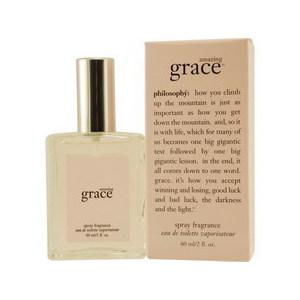 amazing
grace
spray fragrance
eau de toilette vaporisateur
60 ml/2 fl. oz.
amazing
grace™
philosophy: how you climb
up the mountain is just as
important as how you get
down the mountain. and, so it
is with life, which for many of
us becomes one big gigantic
test followed by one big
gigantic lesson. in the end, it
all comes down to one word.
grace. it's how you accept
winning and losing, good luck
and bad luck, the darkness
and the light.™
spray fragrance
eau de toilette vaporisateur
60 ml/2 fl. oz.